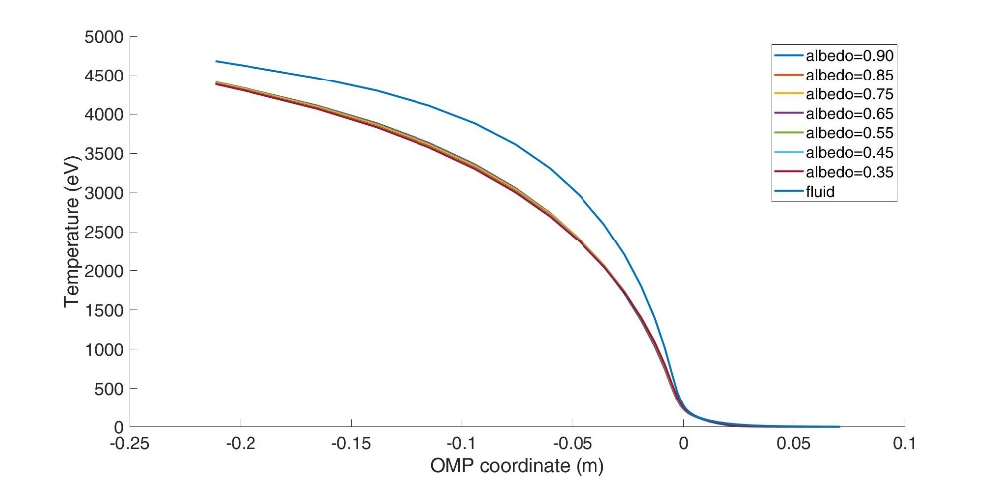 5000
4500
4000
3500
3000
2500
2000
1500
1000
500
0
Temperature (eV)
-0.25 -0.2 -0.15 -0.1 -0.05 0 0.05 0.1
OMP coordinate (m)
albedo=0.90
albedo=0.85
albedo=0.75
albedo=0.65
albedo=0.55
albedo=0.45
albedo=0.35
fluid